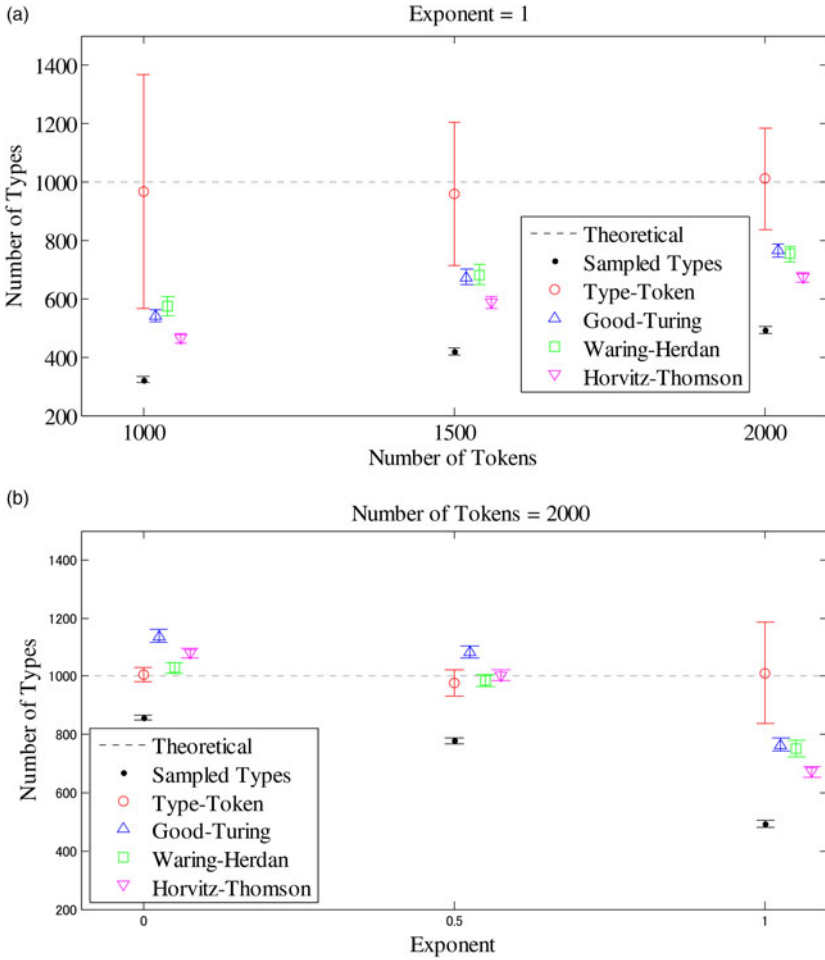 (a)
Exponent = 1
1400
1200
1000
800
600
400
200
Number of Types
Theoretical
Sampled Types
Type-Token
Good-Turing
Waring-Herdan
Horvitz-Thomson
1000
1500
2000
Number of Tokens
(b)
Number of Tokens = 2000
1400
1200
1000
800
600
400
200
Number of Types
Theoretical
Sampled Types
Type-Token
Good-Turing
Waring-Herdan
Horvitz-Thomson
0
0.5
1
Exponent